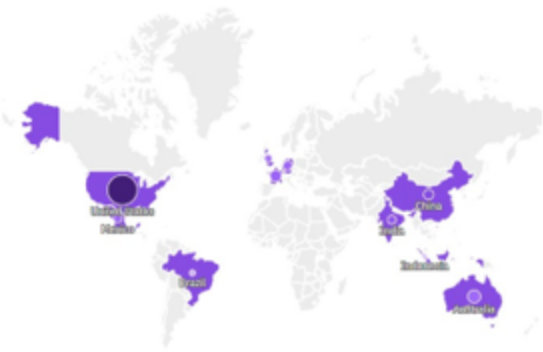 United States
Mexico
Brazil
China
India
Indonesia
Australia